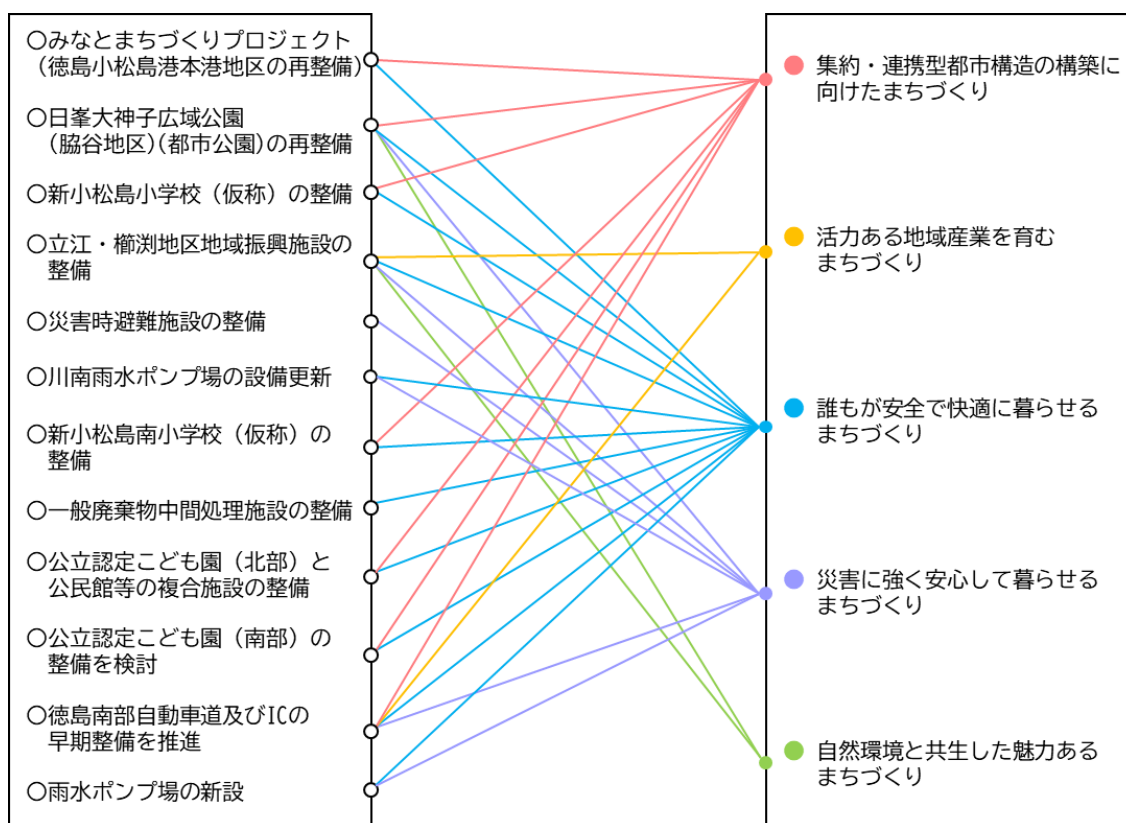 ○みなとまちづくりプロジェクト
(徳島小松島港本港地区の再整備)
○日峯大神子広域公園
(脇谷地区)(都市公園)の再整備
○新小松島小学校(仮称)の整備
○立江・櫛渕地区地域振興施設の
整備
○災害時避難施設の整備
○川南雨水ポンプ場の設備更新
○新小松島南小学校(仮称)の
整備
○一般廃棄物中間処理施設の整備
○公立認定こども園(北部)と
公民館等の複合施設の整備
○公立認定こども園(南部)の
整備を検討
○徳島南部自動車道及びICの
早期整備を推進
○雨水ポンプ場の新設
集約・連携型都市構造の構築に
向けたまちづくり
活力ある地域産業を育む
まちづくり
誰もが安全で快適に暮らせる
まちづくり
災害に強く安心して暮らせる
まちづくり
自然環境と共生した魅力ある
まちづくり